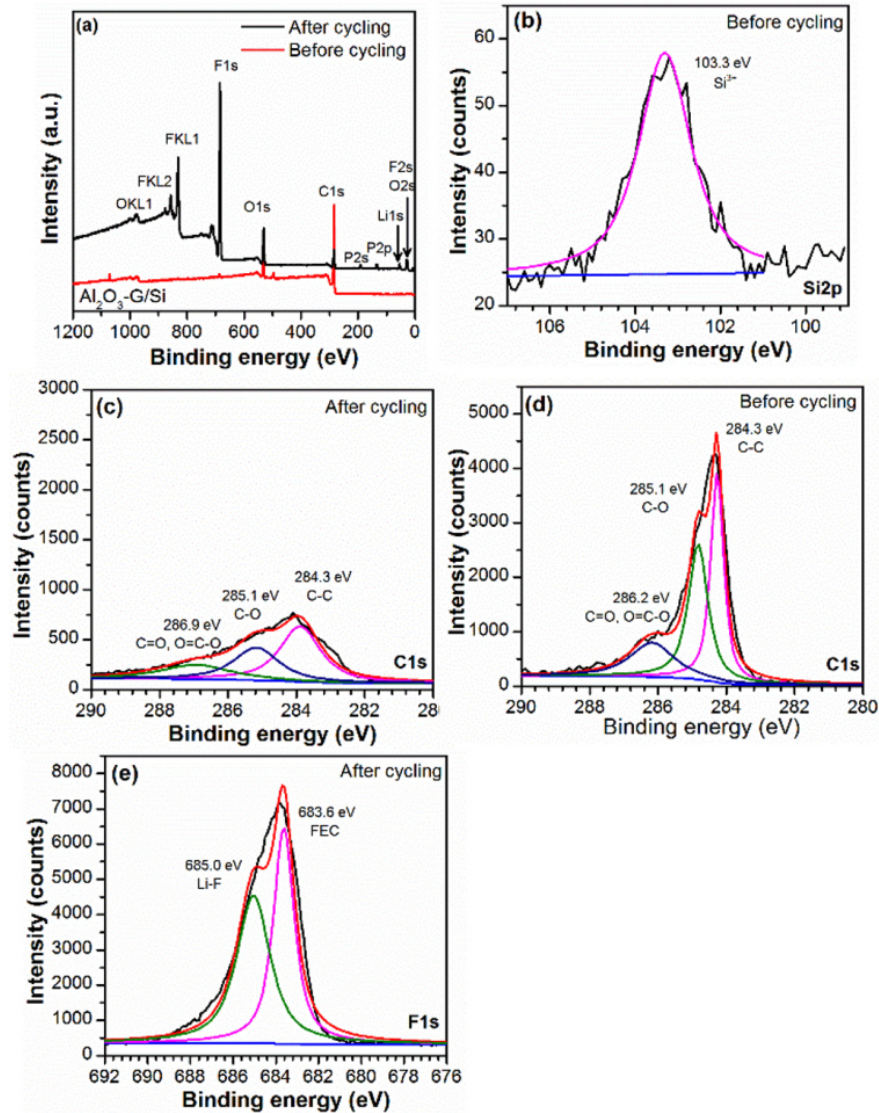 (a)
After cycling
Before cycling
F1s
FKL1
FKL2
OKL1
O1s
C1s
F2s
O2s
Li1s
P2p
P2s
Al₂O₃-G/Si
Intensity (a.u.)
1200 1000 800 600 400 200 0
Binding energy (eV)
(b)
Before cycling
103.3 eV
Si³⁺
60
50
40
30
20
Si2p
Intensity (counts)
106 104 102 100
Binding energy (eV)
(c)
After cycling
3000
2500
2000
1500
1000
500
0
284.3 eV
C-C
285.1 eV
C-O
286.9 eV
C=O, O=C-O
C1s
Intensity (counts)
290 288 286 284 282 28
Binding energy (eV)
(d)
Before cycling
5000
4000
3000
2000
1000
0
284.3 eV
C-C
285.1 eV
C-O
286.2 eV
C=O, O=C-O
C1s
Intensity (counts)
290 288 286 284 282 280
Binding energy (eV)
(e)
After cycling
8000
7000
6000
5000
4000
3000
2000
1000
0
683.6 eV
FEC
685.0 eV
Li-F
F1s
Intensity (counts)
692 690 688 686 684 682 680 678 676
Binding energy (eV)